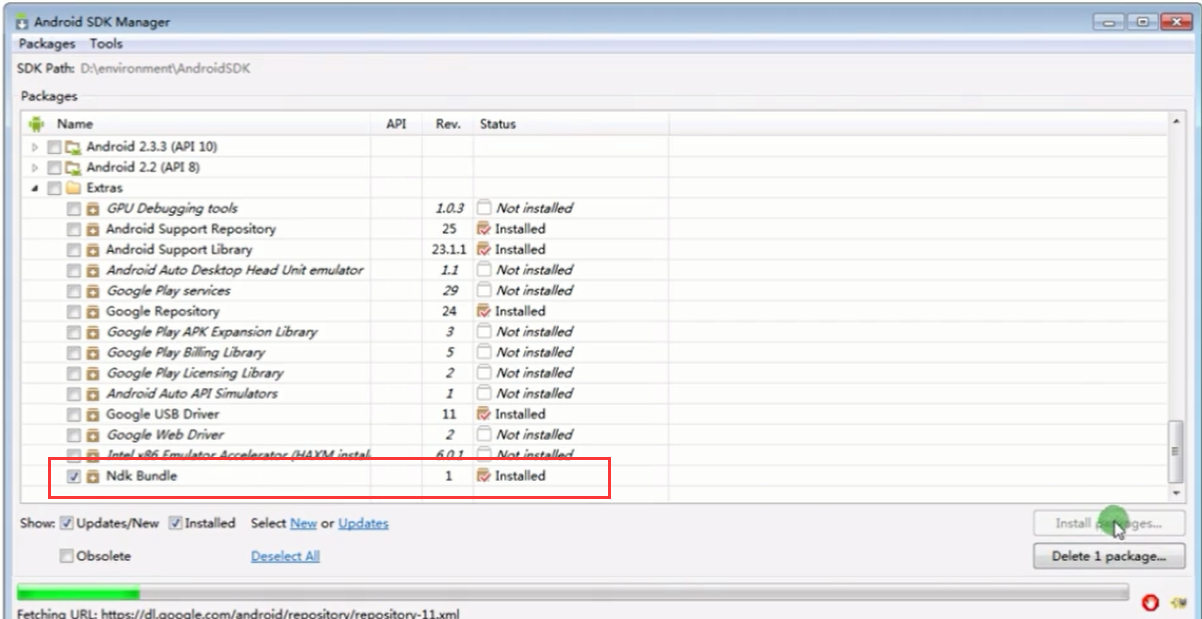 Android SDK Manager
Packages Tools
SDK Path: D:\environment\AndroidSDK
Packages
Name API Rev. Status
Android 2.3.3 (API 10)
Android 2.2 (API 8)
Extras
GPU Debugging tools 1.0.3 Not installed
Android Support Repository 25 Installed
Android Support Library 23.1.1 Installed
Android Auto Desktop Head Unit emulator 1.1 Not installed
Google Play services 29 Not installed
Google Repository 24 Installed
Google Play APK Expansion Library 3 Not installed
Google Play Billing Library 5 Not installed
Google Play Licensing Library 2 Not installed
Android Auto API Simulators 1 Not installed
Google USB Driver 11 Installed
Google Web Driver 2 Not installed
Intel x86 Emulator Accelerator (HAXM instal 6.0.1 Not installed
Ndk Bundle 1 Installed
Show: Updates/New Installed Select New or Updates Install packages...
Obsolete Deselect All Delete 1 package...
Fetching URL: https://dl.google.com/android/repository/repository-11.xml